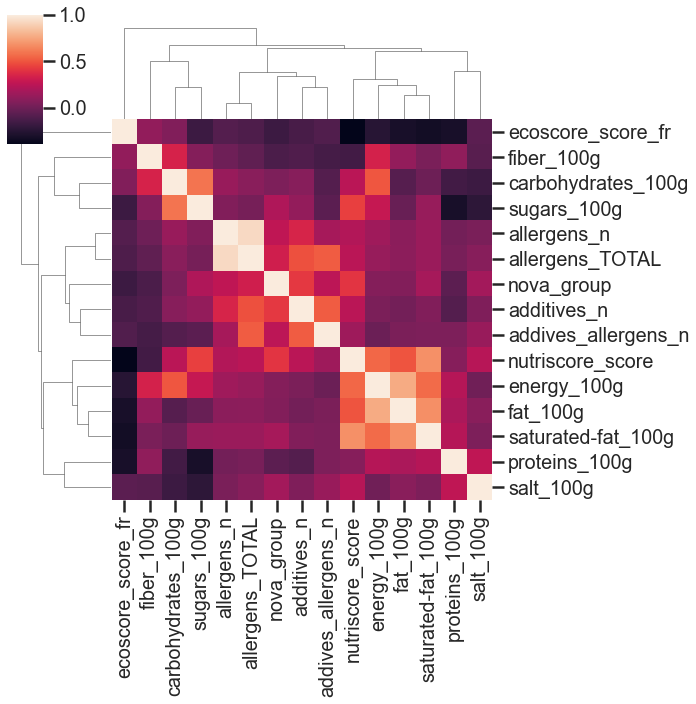 1.0
0.5
0.0
ecoscore_score_fr
fiber_100g
carbohydrates_100g
sugars_100g
allergens_n
allergens_TOTAL
nova_group
additives_n
addives_allergens_n
nutriscore_score
energy_100g
fat_100g
saturated-fat_100g
proteins_100g
salt_100g
ecoscore_score_fr
fiber_100g
carbohydrates_100g
sugars_100g
allergens_n
allergens_TOTAL
nova_group
additives_n
addives_allergens_n
nutriscore_score
energy_100g
fat_100g
saturated-fat_100g
proteins_100g
salt_100g